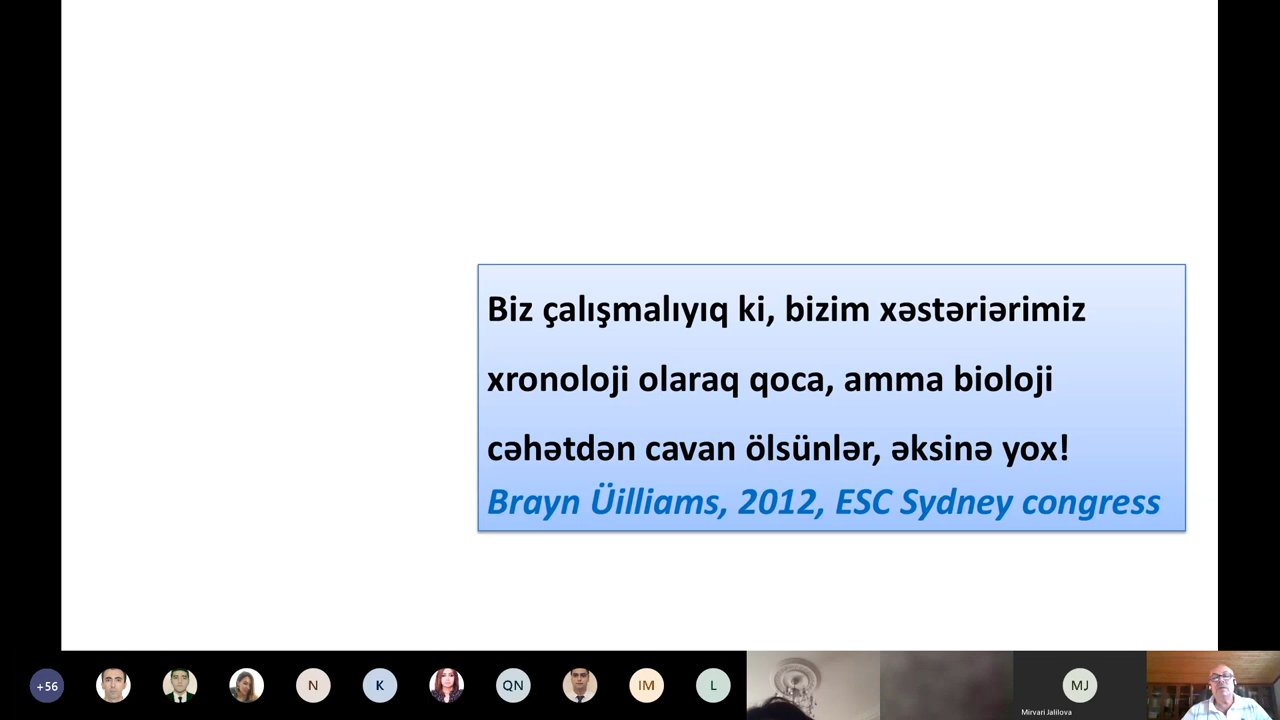 Biz çalışmalıyıq ki, bizim xəstəriərimiz
xronoloji olaraq qoca, amma bioloji
cəhətdən cavan ölsünlər, əksinə yox!
Brayn Üilliams, 2012, ESC Sydney congress
+56
N
K
QN
IM
L
MJ
Mirvari Jalilova